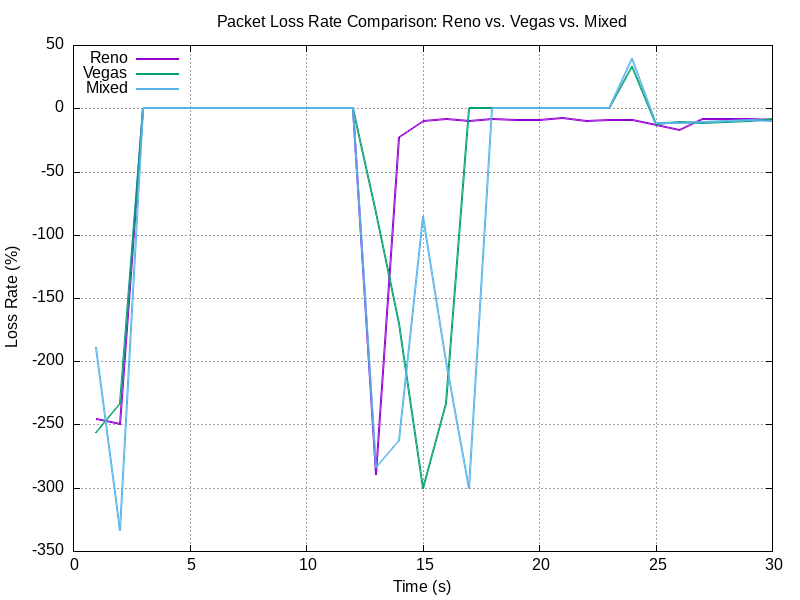 Packet Loss Rate Comparison: Reno vs. Vegas vs. Mixed
Reno
Vegas
Mixed
50
0
-50
-100
-150
-200
-250
-300
-350
Loss Rate (%)
0 5 10 15 20 25 30
Time (s)